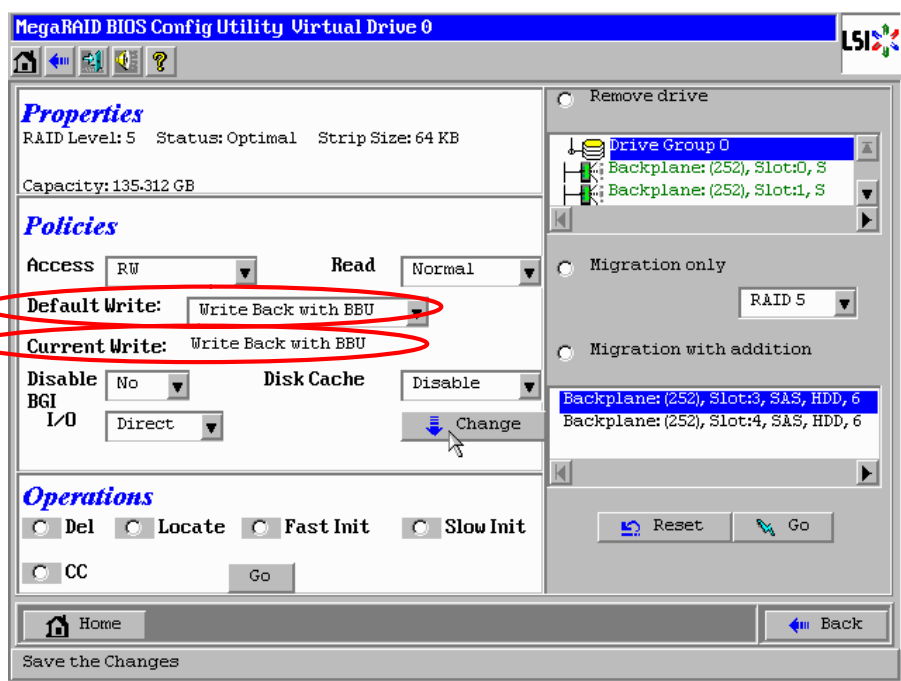 MegaRAID BIOS Config Utility Virtual Drive 0
LSI
Properties
RAID Level: 5 Status: Optimal Strip Size: 64 KB
Capacity: 135.312 GB
Policies
Access RW Read Normal
Default Write: Write Back with BBU
Current Write: Write Back with BBU
Disable BGI No Disk Cache Disable
I/O Direct Change
Operations
Del Locate Fast Init Slow Init
CC Go
Remove drive
Drive Group 0
Backplane: (252), Slot:0, S
Backplane: (252), Slot:1, S
Migration only
RAID 5
Migration with addition
Backplane: (252), Slot:3, SAS, HDD, 6
Backplane: (252), Slot:4, SAS, HDD, 6
Reset Go
Home Back
Save the Changes